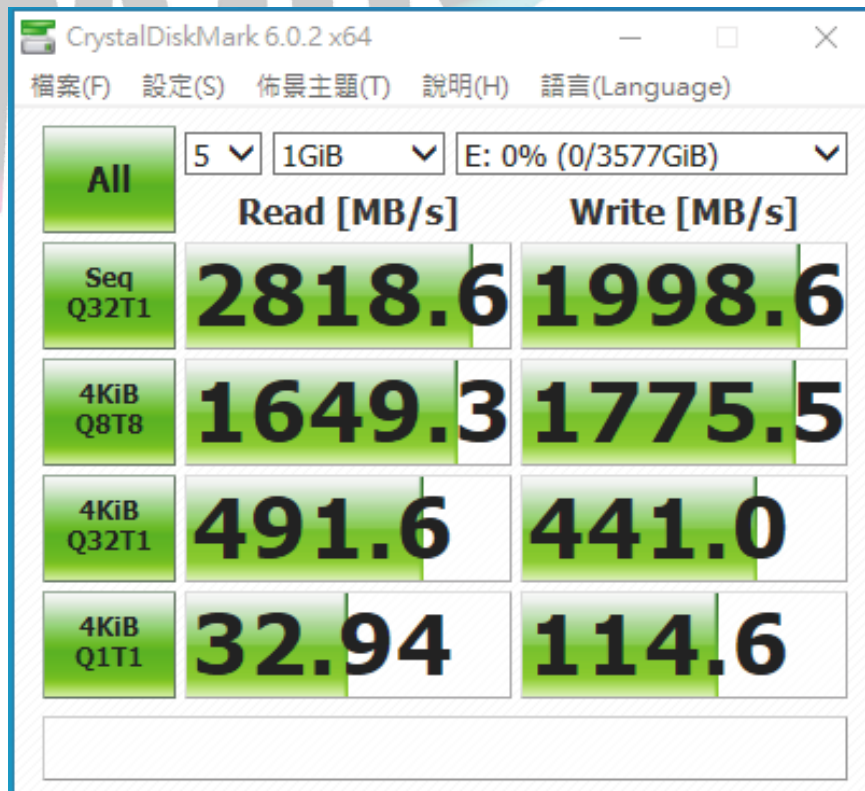 CrystalDiskMark 6.0.2 x64
檔案(F) 設定(S) 佈景主題(T) 說明(H) 語言(Language)
All 5 1GiB E: 0% (0/3577GiB)
Read [MB/s] Write [MB/s]
Seq
Q32T1 2818.6 1998.6
4KiB
Q8T8 1649.3 1775.5
4KiB
Q32T1 491.6 441.0
4KiB
Q1T1 32.94 114.6